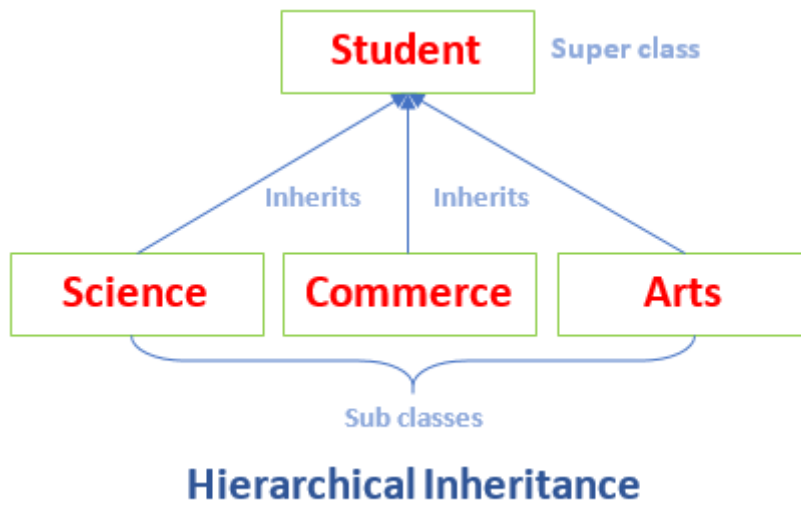 Student
Super class
Inherits
Inherits
Science
Commerce
Arts
Sub classes
Hierarchical Inheritance